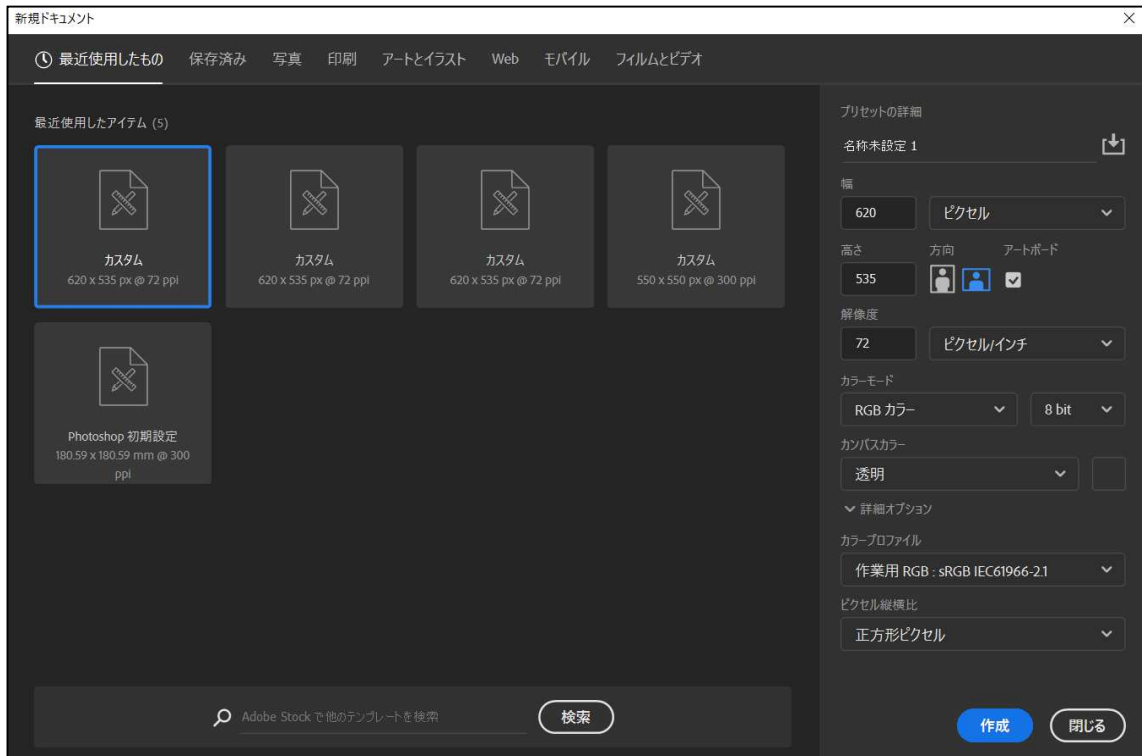 新規ドキュメント
最近使用したもの 保存済み 写真 印刷 アートとイラスト Web モバイル フィルムとビデオ
最近使用したアイテム (5)
カスタム
620 x 535 px @ 72 ppi
カスタム
620 x 535 px @ 72 ppi
カスタム
620 x 535 px @ 72 ppi
カスタム
550 x 550 px @ 300 ppi
Photoshop 初期設定
180.59 x 180.59 mm @ 300
ppi
Adobe Stock で他のテンプレートを検索
検索
プリセットの詳細
名称未設定 1
幅
620 ピクセル
高さ 方向 アートボード
535
解像度
72 ピクセル/インチ
カラーモード
RGB カラー 8 bit
カンバスカラー
透明
詳細オプション
カラープロファイル
作業用 RGB : sRGB IEC61966-2.1
ピクセル縦横比
正方形ピクセル
作成 閉じる